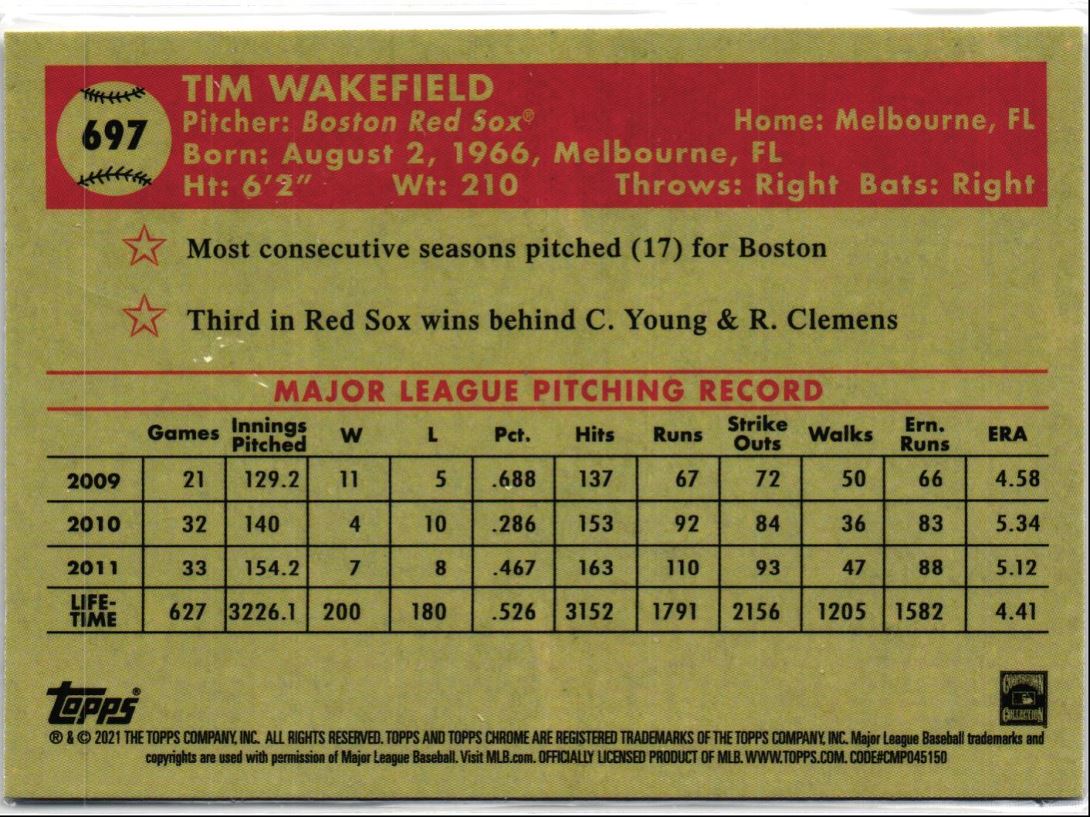 697
TIM WAKEFIELD
Pitcher: Boston Red Sox® Home: Melbourne, FL
Born: August 2, 1966, Melbourne, FL
Ht: 6'2" Wt: 210 Throws: Right Bats: Right
Most consecutive seasons pitched (17) for Boston
Third in Red Sox wins behind C. Young & R. Clemens
MAJOR LEAGUE PITCHING RECORD
Games Innings Pitched W L Pct. Hits Runs Strike Outs Walks Ern. Runs ERA
2009 21 129.2 11 5 .688 137 67 72 50 66 4.58
2010 32 140 4 10 .286 153 92 84 36 83 5.34
2011 33 154.2 7 8 .467 163 110 93 47 88 5.12
LIFE-TIME 627 3226.1 200 180 .526 3152 1791 2156 1205 1582 4.41
Topps®
COOPERSTOWN COLLECTION
® & © 2021 THE TOPPS COMPANY, INC. ALL RIGHTS RESERVED. TOPPS AND TOPPS CHROME ARE REGISTERED TRADEMARKS OF THE TOPPS COMPANY, INC. Major League Baseball trademarks and
copyrights are used with permission of Major League Baseball. Visit MLB.com. OFFICIALLY LICENSED PRODUCT OF MLB. WWW.TOPPS.COM. CODE#CMP045150